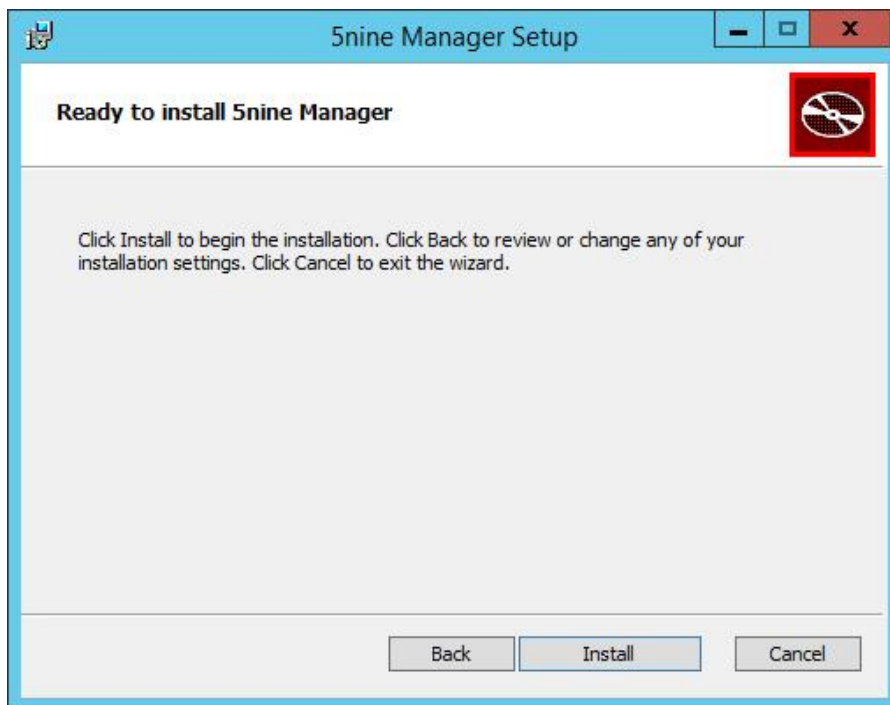 5nine Manager Setup
Ready to install 5nine Manager
Click Install to begin the installation. Click Back to review or change any of your
installation settings. Click Cancel to exit the wizard.
Back
Install
Cancel